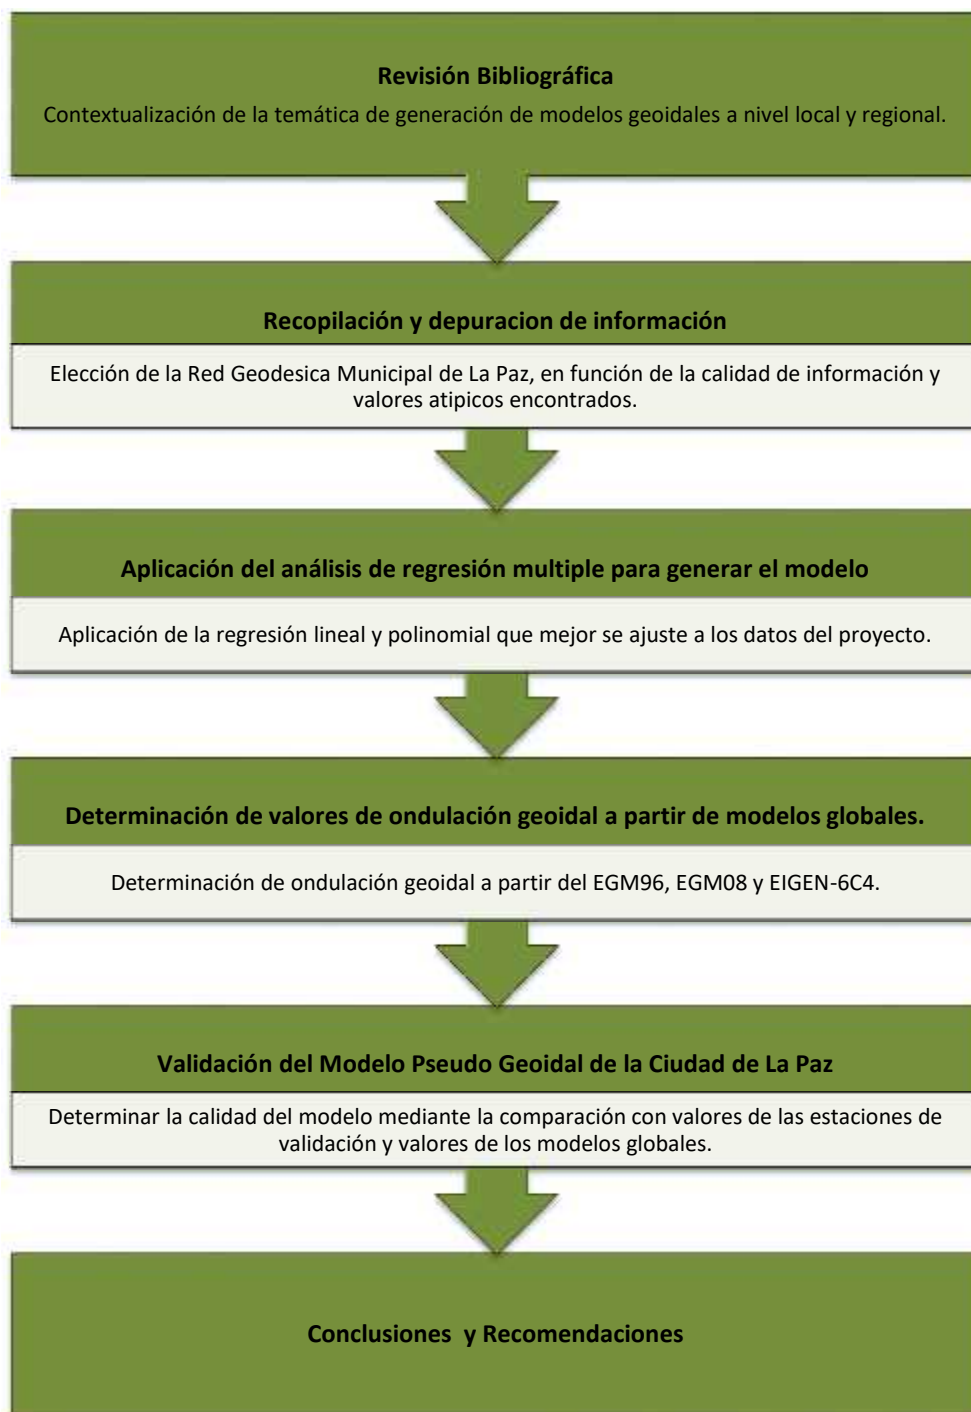 Revisión Bibliográfica
Contextualización de la temática de generación de modelos geoidales a nivel local y regional.
Recopilación y depuracion de información
Elección de la Red Geodesica Municipal de La Paz, en función de la calidad de información y
valores atipicos encontrados.
Aplicación del análisis de regresión multiple para generar el modelo
Aplicación de la regresión lineal y polinomial que mejor se ajuste a los datos del proyecto.
Determinación de valores de ondulación geoidal a partir de modelos globales.
Determinación de ondulación geoidal a partir del EGM96, EGM08 y EIGEN-6C4.
Validación del Modelo Pseudo Geoidal de la Ciudad de La Paz
Determinar la calidad del modelo mediante la comparación con valores de las estaciones de
validación y valores de los modelos globales.
Conclusiones y Recomendaciones